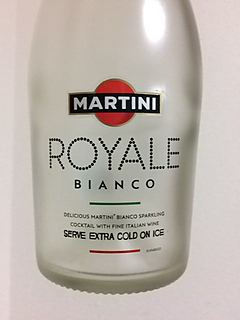 MARTINI
ROYALE
BIANCO
DELICIOUS MARTINI® BIANCO SPARKLING
COCKTAIL WITH FINE ITALIAN WINE
SERVE EXTRA COLD ON ICE